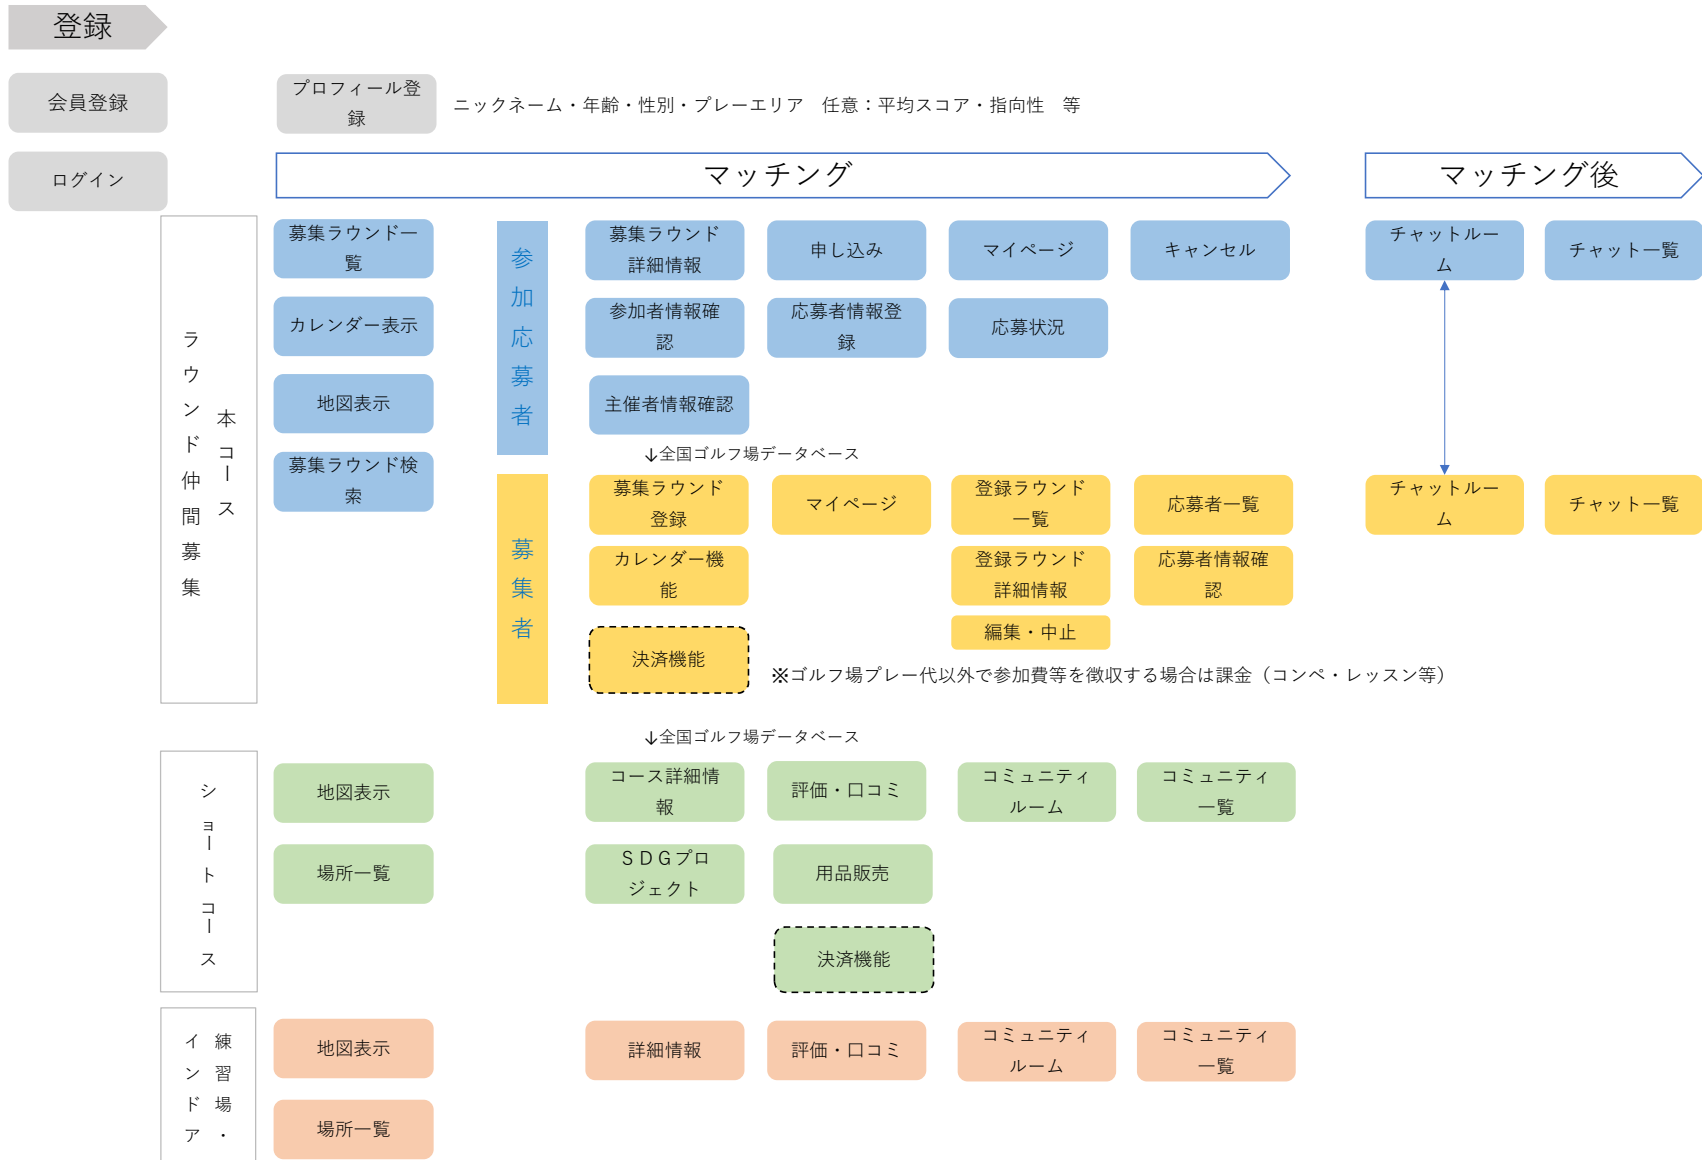 登録
会員登録
プロフィール登
録
ニックネーム・年齢・性別・プレーエリア　任意：平均スコア・指向性　等
ログイン
マッチング
マッチング後
本コース
ラウンド仲間募集
募集ラウンド一
覧
カレンダー表示
地図表示
募集ラウンド検
索
参加応募者
募集ラウンド
詳細情報
申し込み
マイページ
キャンセル
参加者情報確
認
応募者情報登
録
応募状況
主催者情報確認
チャットルー
ム
チャット一覧
↓全国ゴルフ場データベース
募集者
募集ラウンド
登録
マイページ
登録ラウンド
一覧
応募者一覧
カレンダー機
能
登録ラウンド
詳細情報
応募者情報確
認
編集・中止
決済機能
※ゴルフ場プレー代以外で参加費等を徴収する場合は課金（コンペ・レッスン等）
チャットルー
ム
チャット一覧
↓全国ゴルフ場データベース
ショートコース
地図表示
場所一覧
コース詳細情
報
評価・口コミ
コミュニティ
ルーム
コミュニティ
一覧
ＳＤＧプロ
ジェクト
用品販売
決済機能
練習場・
インドア
地図表示
場所一覧
詳細情報
評価・口コミ
コミュニティ
ルーム
コミュニティ
一覧